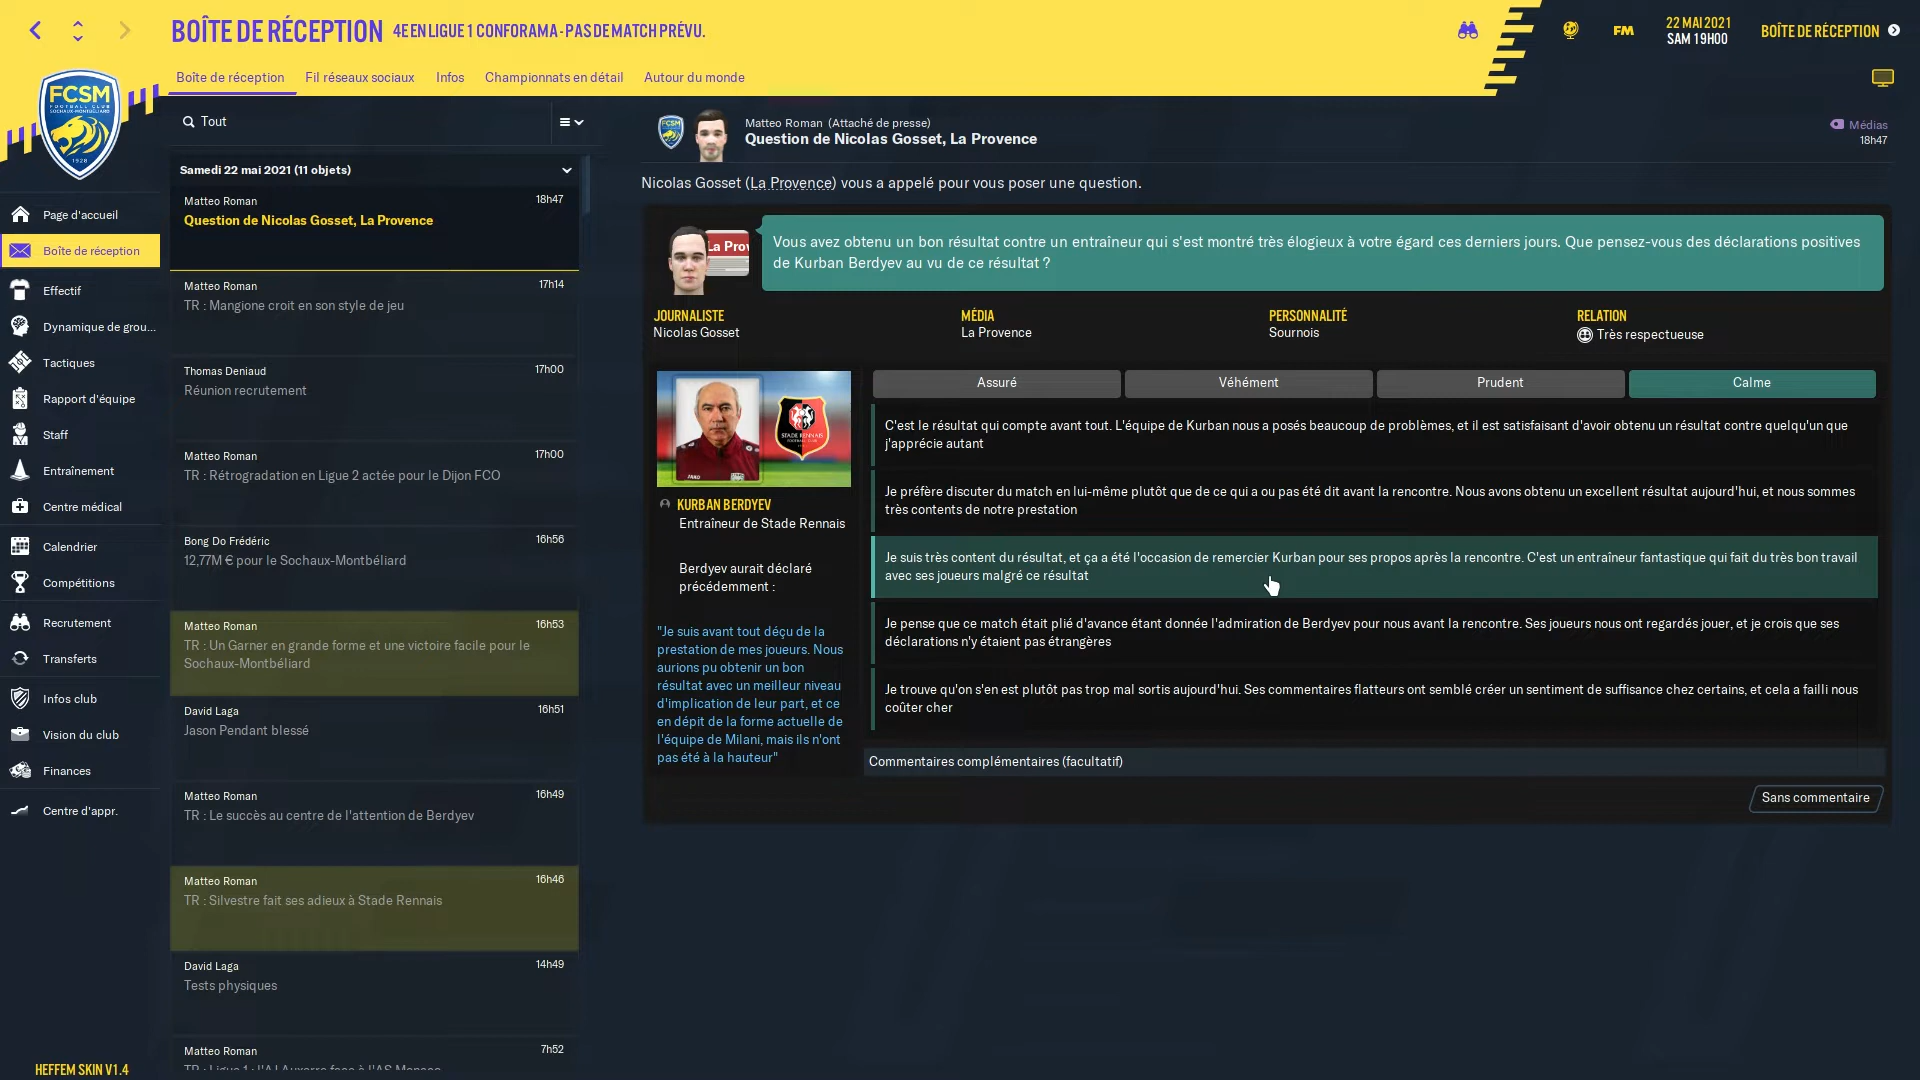 BOÎTE DE RÉCEPTION
4E EN LIGUE 1 CONFORAMA - PAS DE MATCH PRÉVU.
FM
22 MAI 2021
SAM 19H00
BOÎTE DE RÉCEPTION
Boîte de réception
Fil réseaux sociaux
Infos
Championnats en détail
Autour du monde
FCSM
FOOTBALL CLUB
SOCHAUX-MONTBÉLIARD
1928
Page d'accueil
Boîte de réception
Effectif
Dynamique de grou...
Tactiques
Rapport d'équipe
Staff
Entraînement
Centre médical
Calendrier
Compétitions
Recrutement
Transferts
Infos club
Vision du club
Finances
Centre d'appr.
HEFFEM SKIN V1.4
Tout
Samedi 22 mai 2021 (11 objets)
Matteo Roman 18h47
Question de Nicolas Gosset, La Provence
Matteo Roman 17h14
TR : Mangione croit en son style de jeu
Thomas Deniaud 17h00
Réunion recrutement
Matteo Roman 17h00
TR : Rétrogradation en Ligue 2 actée pour le Dijon FCO
Bong Do Frédéric 16h56
12,77M € pour le Sochaux-Montbéliard
Matteo Roman 16h53
TR : Un Garner en grande forme et une victoire facile pour le
Sochaux-Montbéliard
David Laga 16h51
Jason Pendant blessé
Matteo Roman 16h49
TR : Le succès au centre de l'attention de Berdyev
Matteo Roman 16h46
TR : Silvestre fait ses adieux à Stade Rennais
David Laga 14h49
Tests physiques
Matteo Roman 7h52
TR : Ligue 1 : l'AJ Auxerre face à l'AS Monaco
Matteo Roman (Attaché de presse)
Question de Nicolas Gosset, La Provence
Médias
18h47
Nicolas Gosset (La Provence) vous a appelé pour vous poser une question.
La Prov
Vous avez obtenu un bon résultat contre un entraîneur qui s'est montré très élogieux à votre égard ces derniers jours. Que pensez-vous des déclarations positives
de Kurban Berdyev au vu de ce résultat ?
JOURNALISTE
Nicolas Gosset
MÉDIA
La Provence
PERSONNALITÉ
Sournois
RELATION
Très respectueuse
STADE RENNAIS
KURBAN BERDYEV
Entraîneur de Stade Rennais
Berdyev aurait déclaré
précédemment :
"Je suis avant tout déçu de la
prestation de mes joueurs. Nous
aurions pu obtenir un bon
résultat avec un meilleur niveau
d'implication de leur part, et ce
en dépit de la forme actuelle de
l'équipe de Milani, mais ils n'ont
pas été à la hauteur"
Assuré
Véhément
Prudent
Calme
C'est le résultat qui compte avant tout. L'équipe de Kurban nous a posés beaucoup de problèmes, et il est satisfaisant d'avoir obtenu un résultat contre quelqu'un que
j'apprécie autant
Je préfère discuter du match en lui-même plutôt que de ce qui a ou pas été dit avant la rencontre. Nous avons obtenu un excellent résultat aujourd'hui, et nous sommes
très contents de notre prestation
Je suis très content du résultat, et ça a été l'occasion de remercier Kurban pour ses propos après la rencontre. C'est un entraîneur fantastique qui fait du très bon travail
avec ses joueurs malgré ce résultat
Je pense que ce match était plié d'avance étant donnée l'admiration de Berdyev pour nous avant la rencontre. Ses joueurs nous ont regardés jouer, et je crois que ses
déclarations n'y étaient pas étrangères
Je trouve qu'on s'en est plutôt pas trop mal sortis aujourd'hui. Ses commentaires flatteurs ont semblé créer un sentiment de suffisance chez certains, et cela a failli nous
coûter cher
Commentaires complémentaires (facultatif)
Sans commentaire